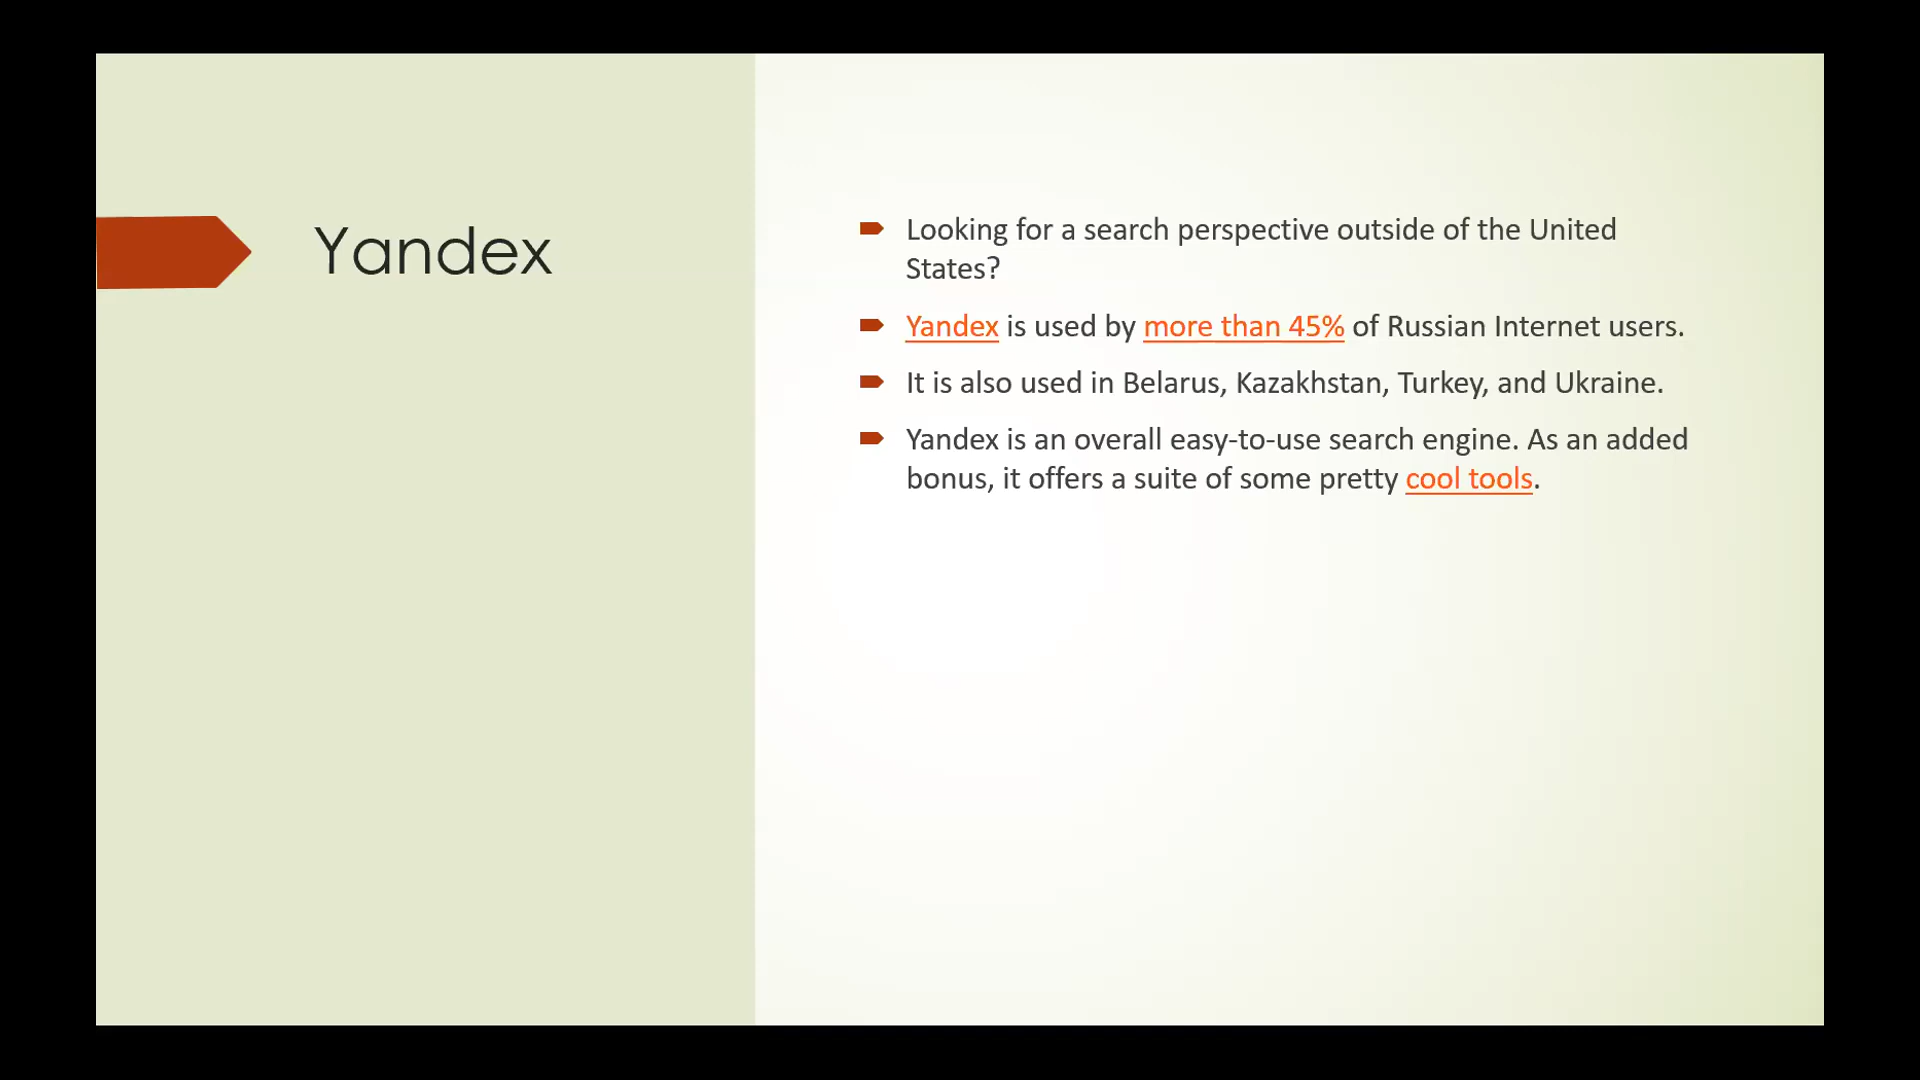 Yandex
Looking for a search perspective outside of the United
States?
Yandex is used by more than 45% of Russian Internet users.
It is also used in Belarus, Kazakhstan, Turkey, and Ukraine.
Yandex is an overall easy-to-use search engine. As an added
bonus, it offers a suite of some pretty cool tools.